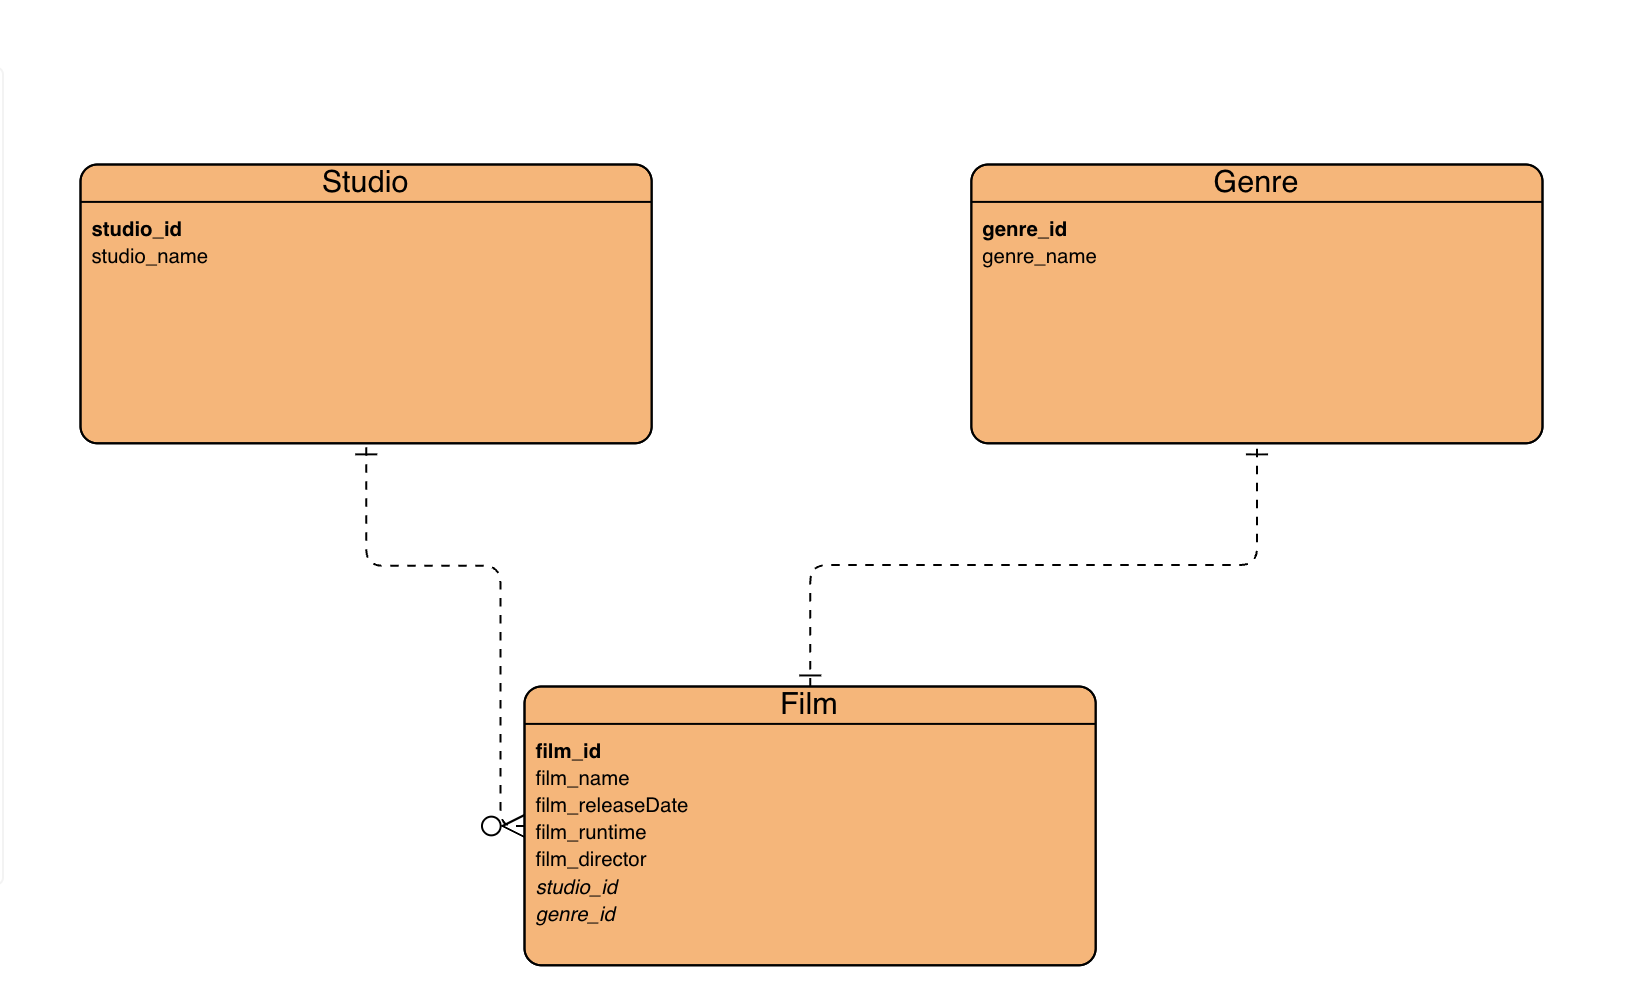 Studio
studio_id
studio_name
Genre
genre_id
genre_name
Film
film_id
film_name
film_releaseDate
film_runtime
film_director
studio_id
genre_id